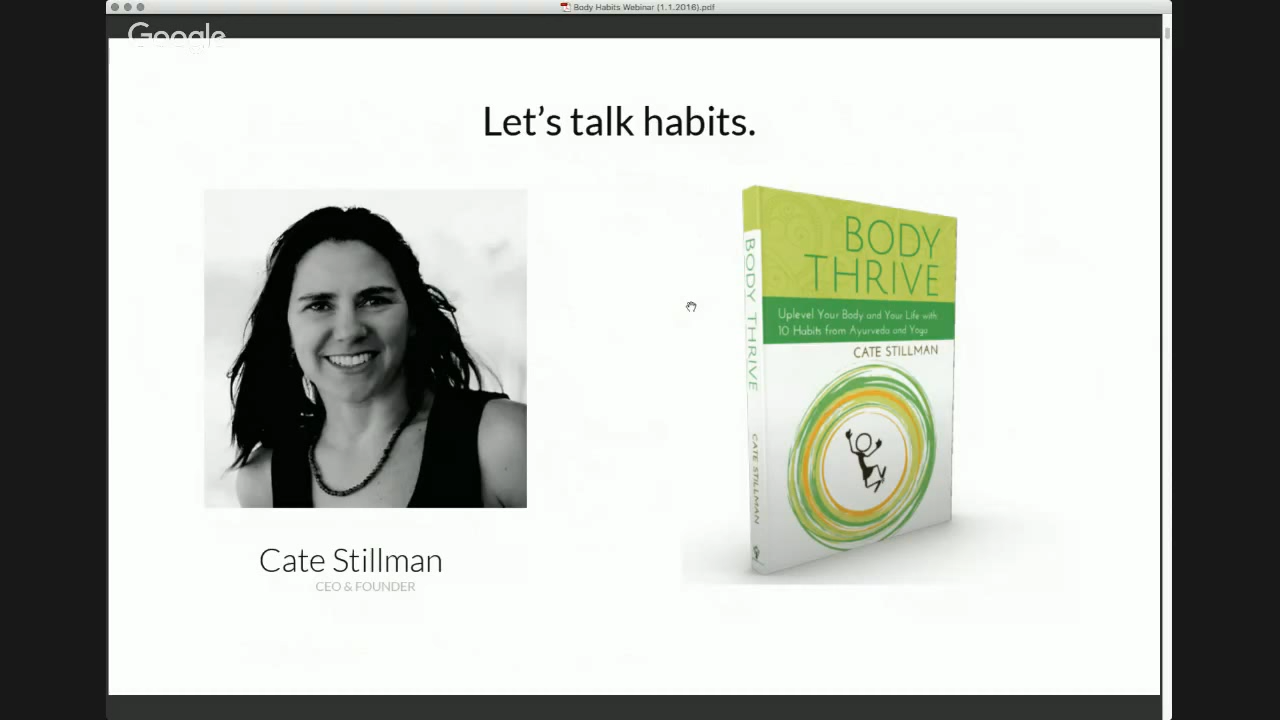 Body Habits Webinar (1.1.2016).pdf
Google
Let's talk habits.
BODY
THRIVE
Uplevel Your Body and Your Life with
10 Habits from Ayurveda and Yoga
CATE STILLMAN
BODY THRIVE
CATE STILLMAN
Cate Stillman
CEO & FOUNDER